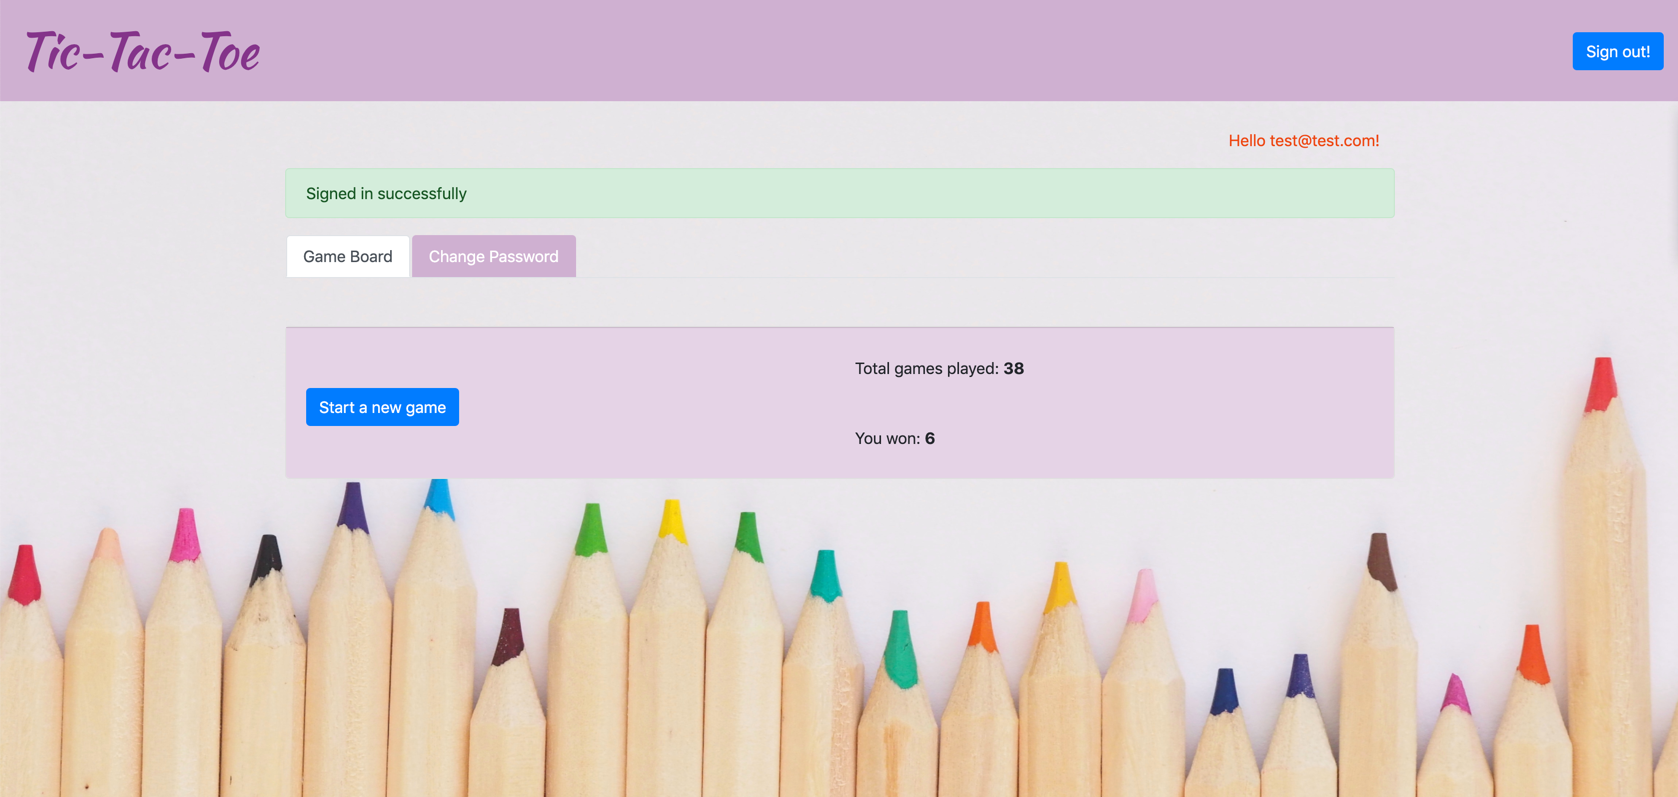 Tic-Tac-Toe
Sign out!
Hello test@test.com!
Signed in successfully
Game Board
Change Password
Total games played: 38
Start a new game
You won: 6